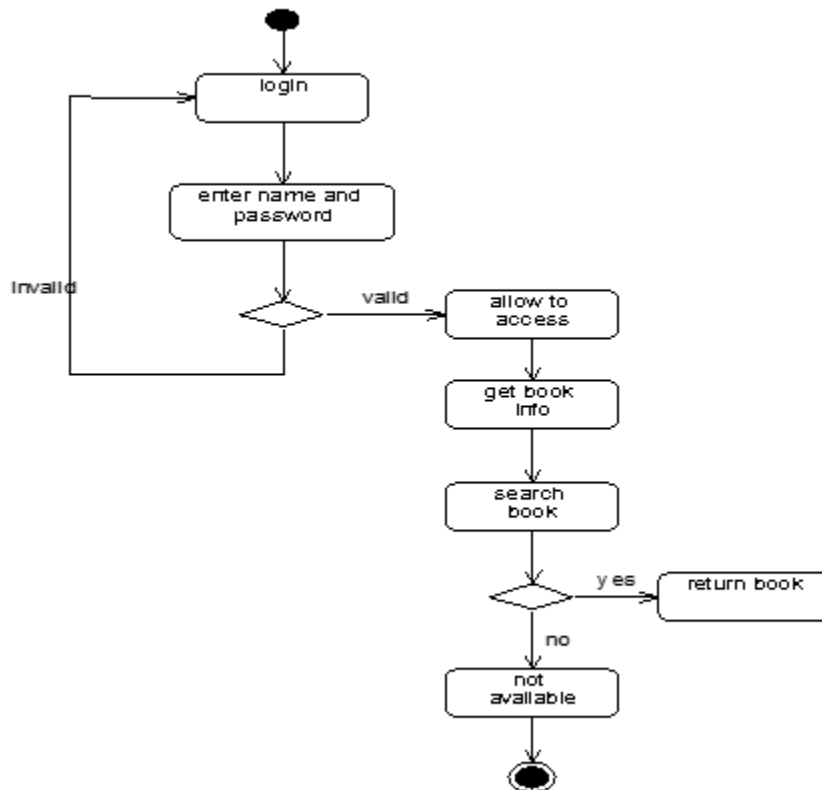 login
enter name and
password
invalid
valid
allow to
access
get book
info
search
book
yes
return book
no
not
available